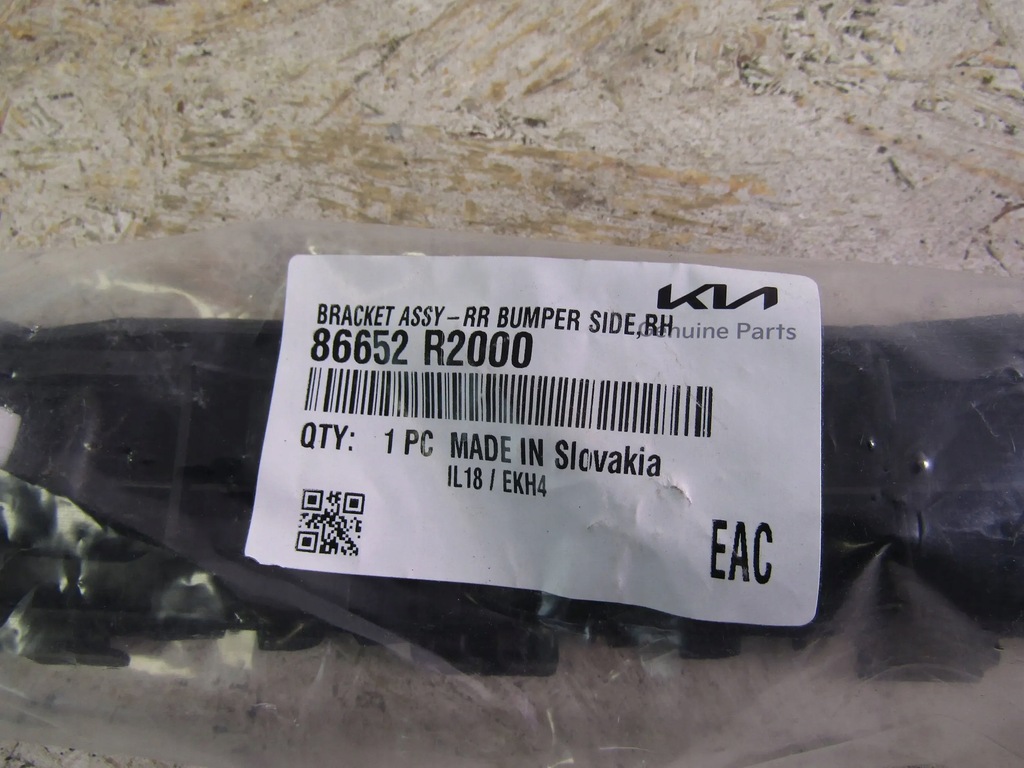 KIA
BRACKET ASSY-RR BUMPER SIDE,RH
Genuine Parts
86652 R2000
QTY: 1 PC MADE IN Slovakia
IL18 / EKH4
EAC